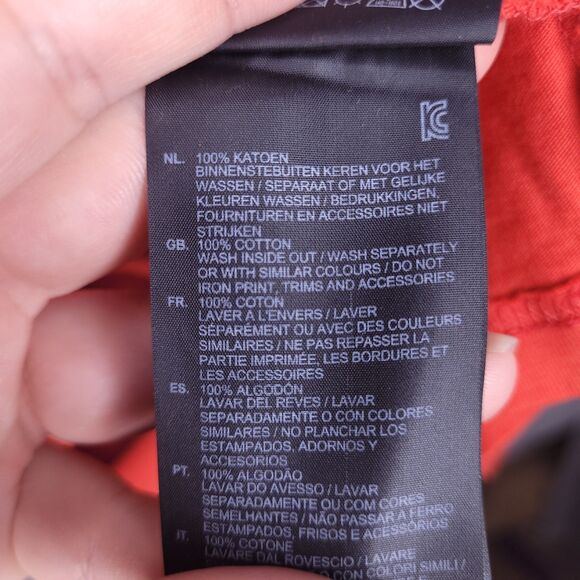 NL. 100% KATOEN
BINNENSTEBUITEN KEREN VOOR HET
WASSEN / SEPARAAT OF MET GELIJKE
KLEUREN WASSEN / BEDRUKKINGEN,
FOURNITUREN EN ACCESSOIRES NIET
STRIJKEN
GB. 100% COTTON
WASH INSIDE OUT / WASH SEPARATELY
OR WITH SIMILAR COLOURS / DO NOT
IRON PRINT, TRIMS AND ACCESSORIES
FR. 100% COTON
LAVER A L'ENVERS / LAVER
SÉPARÉMENT OU AVEC DES COULEURS
SIMILAIRES / NE PAS REPASSER LA
PARTIE IMPRIMÉE, LES BORDURES ET
LES ACCESSOIRES
ES. 100% ALGODÓN
LAVAR DEL REVES / LAVAR
SEPARADAMENTE O CON COLORES
SIMILARES / NO PLANCHAR LOS
ESTAMPADOS, ADORNOS Y
ACCESORIOS
PT. 100% ALGODÃO
LAVAR DO AVESSO / LAVAR
SEPARADAMENTE OU COM CORES
SEMELHANTES / NÃO PASSAR A FERRO
ESTAMPADOS, FRISOS E ACESSÓRIOS
IT. 100% COTONE
LAVARE DAL ROVESCIO / LAVARE
CON COLORI SIMILI /